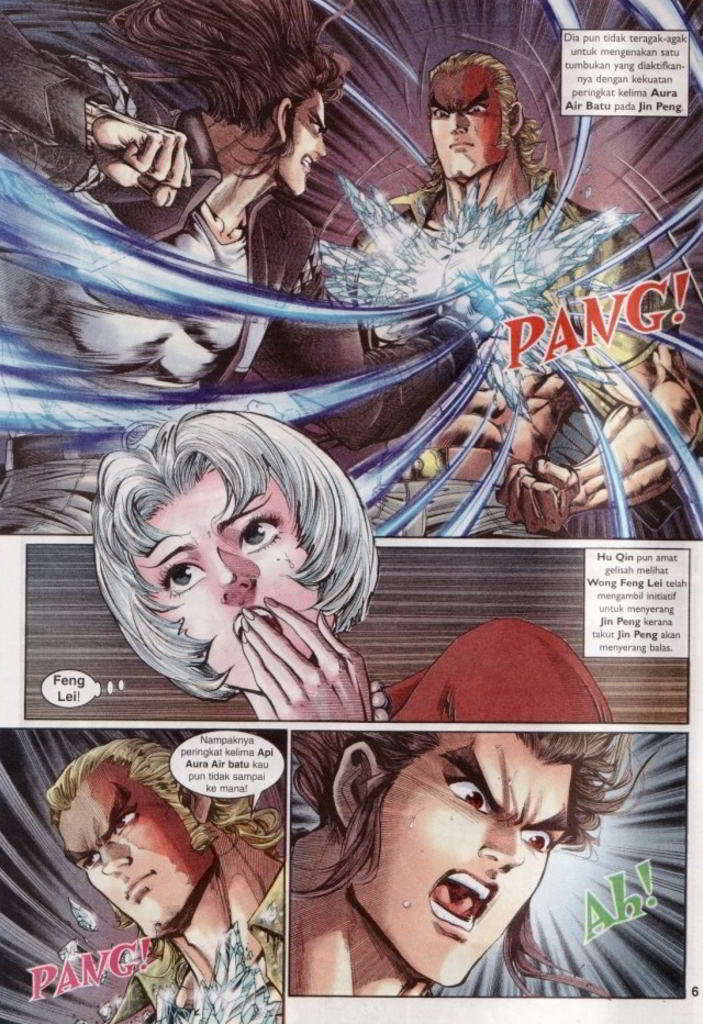 Dia pun tidak teragak-agak
untuk mengenakan satu
tumbukan yang diaktifkan-
nya dengan kekuatan
peringkat kelima Aura
Air Batu pada Jin Peng.
PANG!
Hu Qin pun amat
gelisah melihat
Wong Feng Lei telah
mengambil initiatif
untuk menyerang
Jin Peng kerana
takut Jin Peng akan
menyerang balas.
Feng
Lei!
Nampaknya
peringkat kelima Api
Aura Air batu kau
pun tidak sampai
ke mana!
PANG!
Ah!
6